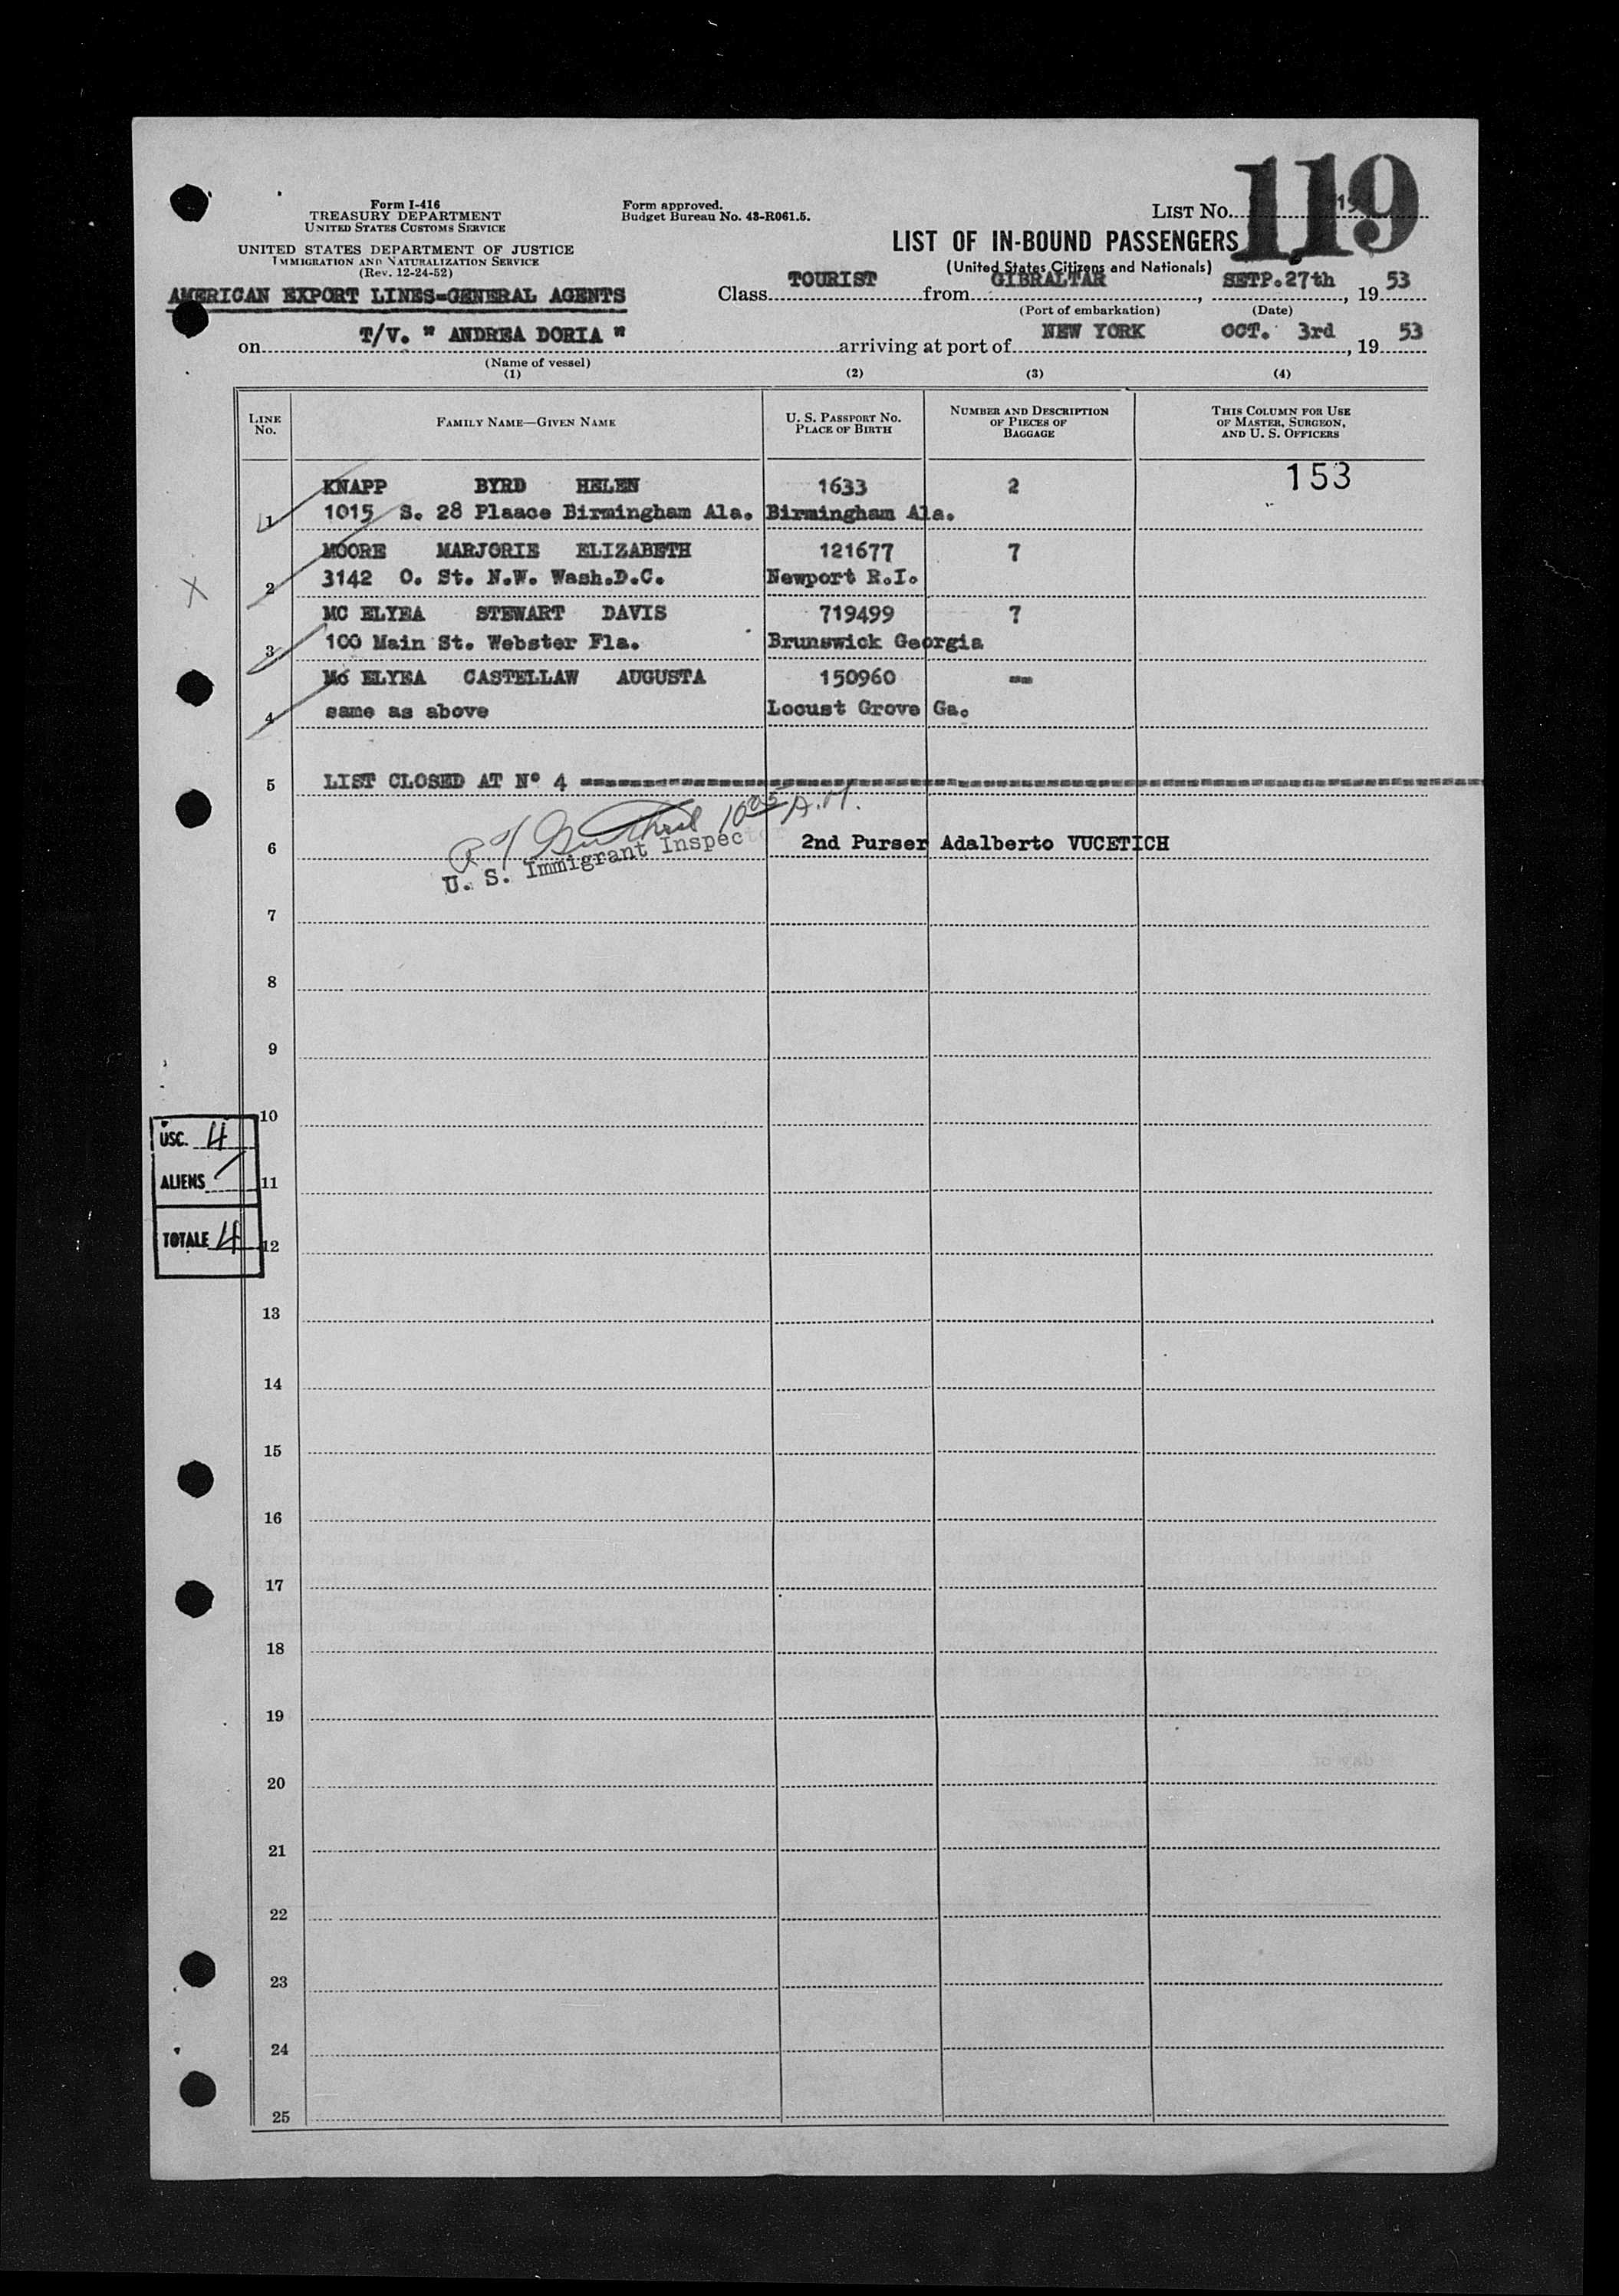 119
Form I-416
TREASURY DEPARTMENT
UNITED STATES CUSTOMS SERVICE
UNITED STATES DEPARTMENT OF JUSTICE
IMMIGRATION AND NATURALIZATION SERVICE
(Rev. 12-24-52)
Form approved.
Budget Bureau No. 43-R061.5.
LIST No.
LIST OF IN-BOUND PASSENGERS
(United States Citizens and Nationals)
AMERICAN EXPORT LINES=GENERAL AGENTS
Class TOURIST from GIBRALTAR, SETP.27th, 1953
(Port of embarkation) (Date)
on T/V. " ANDREA DORIA " arriving at port of NEW YORK OCT. 3rd, 1953
(Name of vessel)
(1) (2) (3) (4)
LINE No.
FAMILY NAME—GIVEN NAME
U. S. PASSPORT No.
PLACE OF BIRTH
NUMBER AND DESCRIPTION
OF PIECES OF
BAGGAGE
THIS COLUMN FOR USE
OF MASTER, SURGEON,
AND U. S. OFFICERS
153
KNAPP BYRD HELEN 1633 2
1 1015 S. 28 Plaace Birmingham Ala. Birmingham Ala.
MOORE MARJORIE ELIZABETH 121677 7
X 2 3142 O. St. N.W. Wash.D.C. Newport R.I.
MC ELYEA STEWART DAVIS 719499 7
3 100 Main St. Webster Fla. Brunswick Georgia
Mc ELYEA CASTELLAW AUGUSTA 150960 --
4 same as above Locust Grove Ga.
5 LIST CLOSED AT N° 4
10 05 A.M.
U. S. Immigrant Inspector
6 2nd Purser Adalberto VUCETICH
7
8
9
10
USC. 4
ALIENS /
11
TOTALE 4
12
13
14
15
16
17
18
19
20
21
22
23
24
25